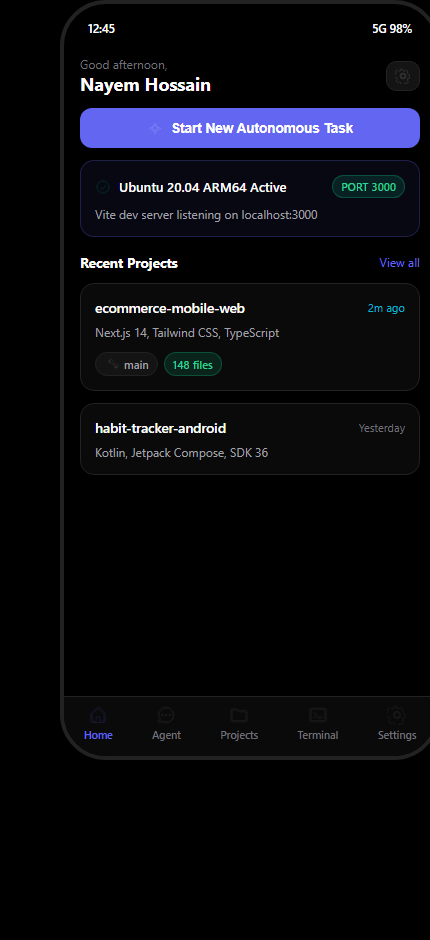 12:45 5G 98%
Good afternoon,
Nayem Hossain
Start New Autonomous Task
Ubuntu 20.04 ARM64 Active PORT 3000
Vite dev server listening on localhost:3000
Recent Projects View all
ecommerce-mobile-web 2m ago
Next.js 14, Tailwind CSS, TypeScript
main 148 files
habit-tracker-android Yesterday
Kotlin, Jetpack Compose, SDK 36
Home Agent Projects Terminal Settings